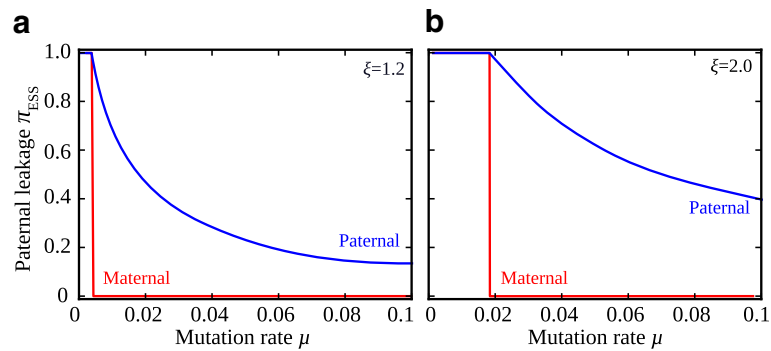 a
b
1.0
0.8
0.6
0.4
0.2
0
Paternal leakage π_ESS
ξ=1.2
Paternal
Maternal
0 0.02 0.04 0.06 0.08 0.1
Mutation rate μ
ξ=2.0
Paternal
Maternal
0 0.02 0.04 0.06 0.08 0.1
Mutation rate μ